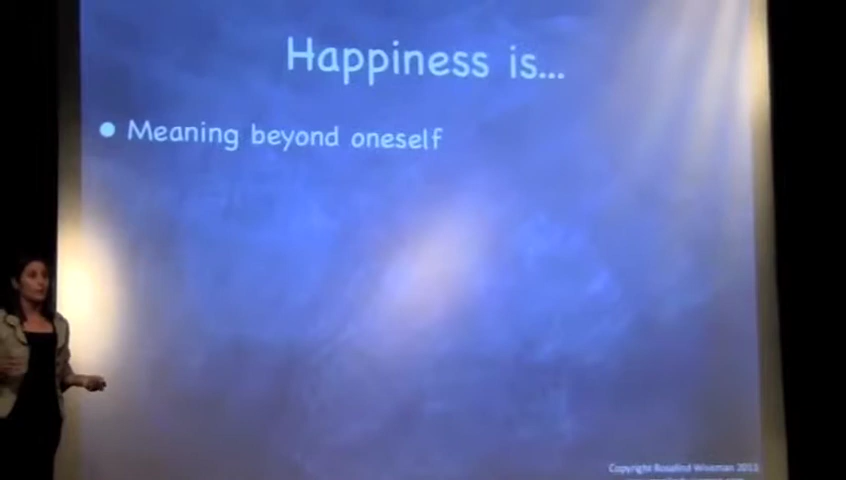 Happiness is...
● Meaning beyond oneself
Copyright Rosalind Wiseman 2013